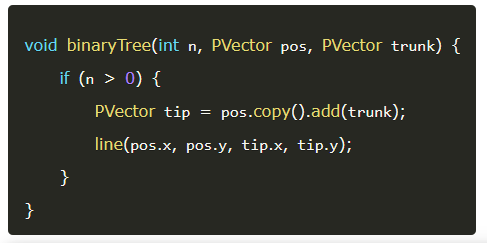 void binaryTree(int n, PVector pos, PVector trunk) {
    if (n > 0) {
        PVector tip = pos.copy().add(trunk);
        line(pos.x, pos.y, tip.x, tip.y);
    }
}